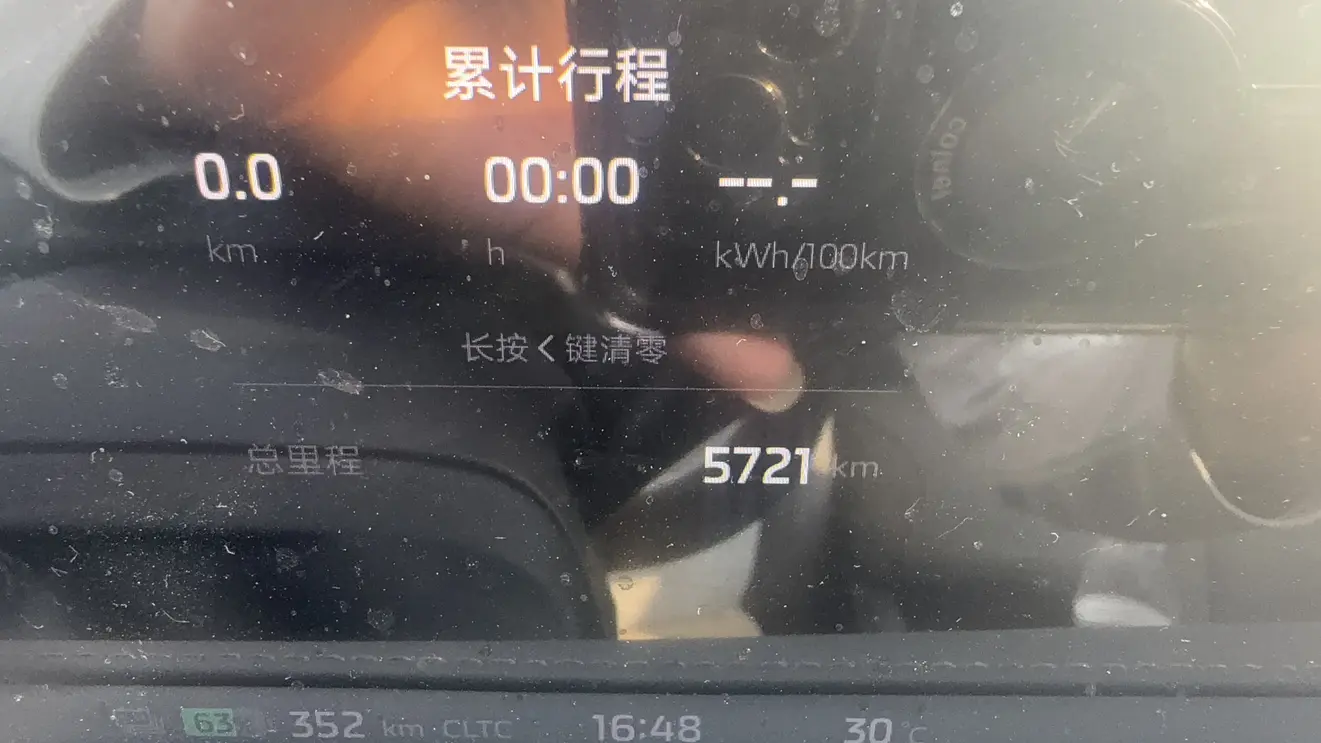 累计行程
0.0 00:00 --.-
km h kWh/100km
长按<键清零
总里程 5721 km
63 352 km CLTC 16:48 30 °C